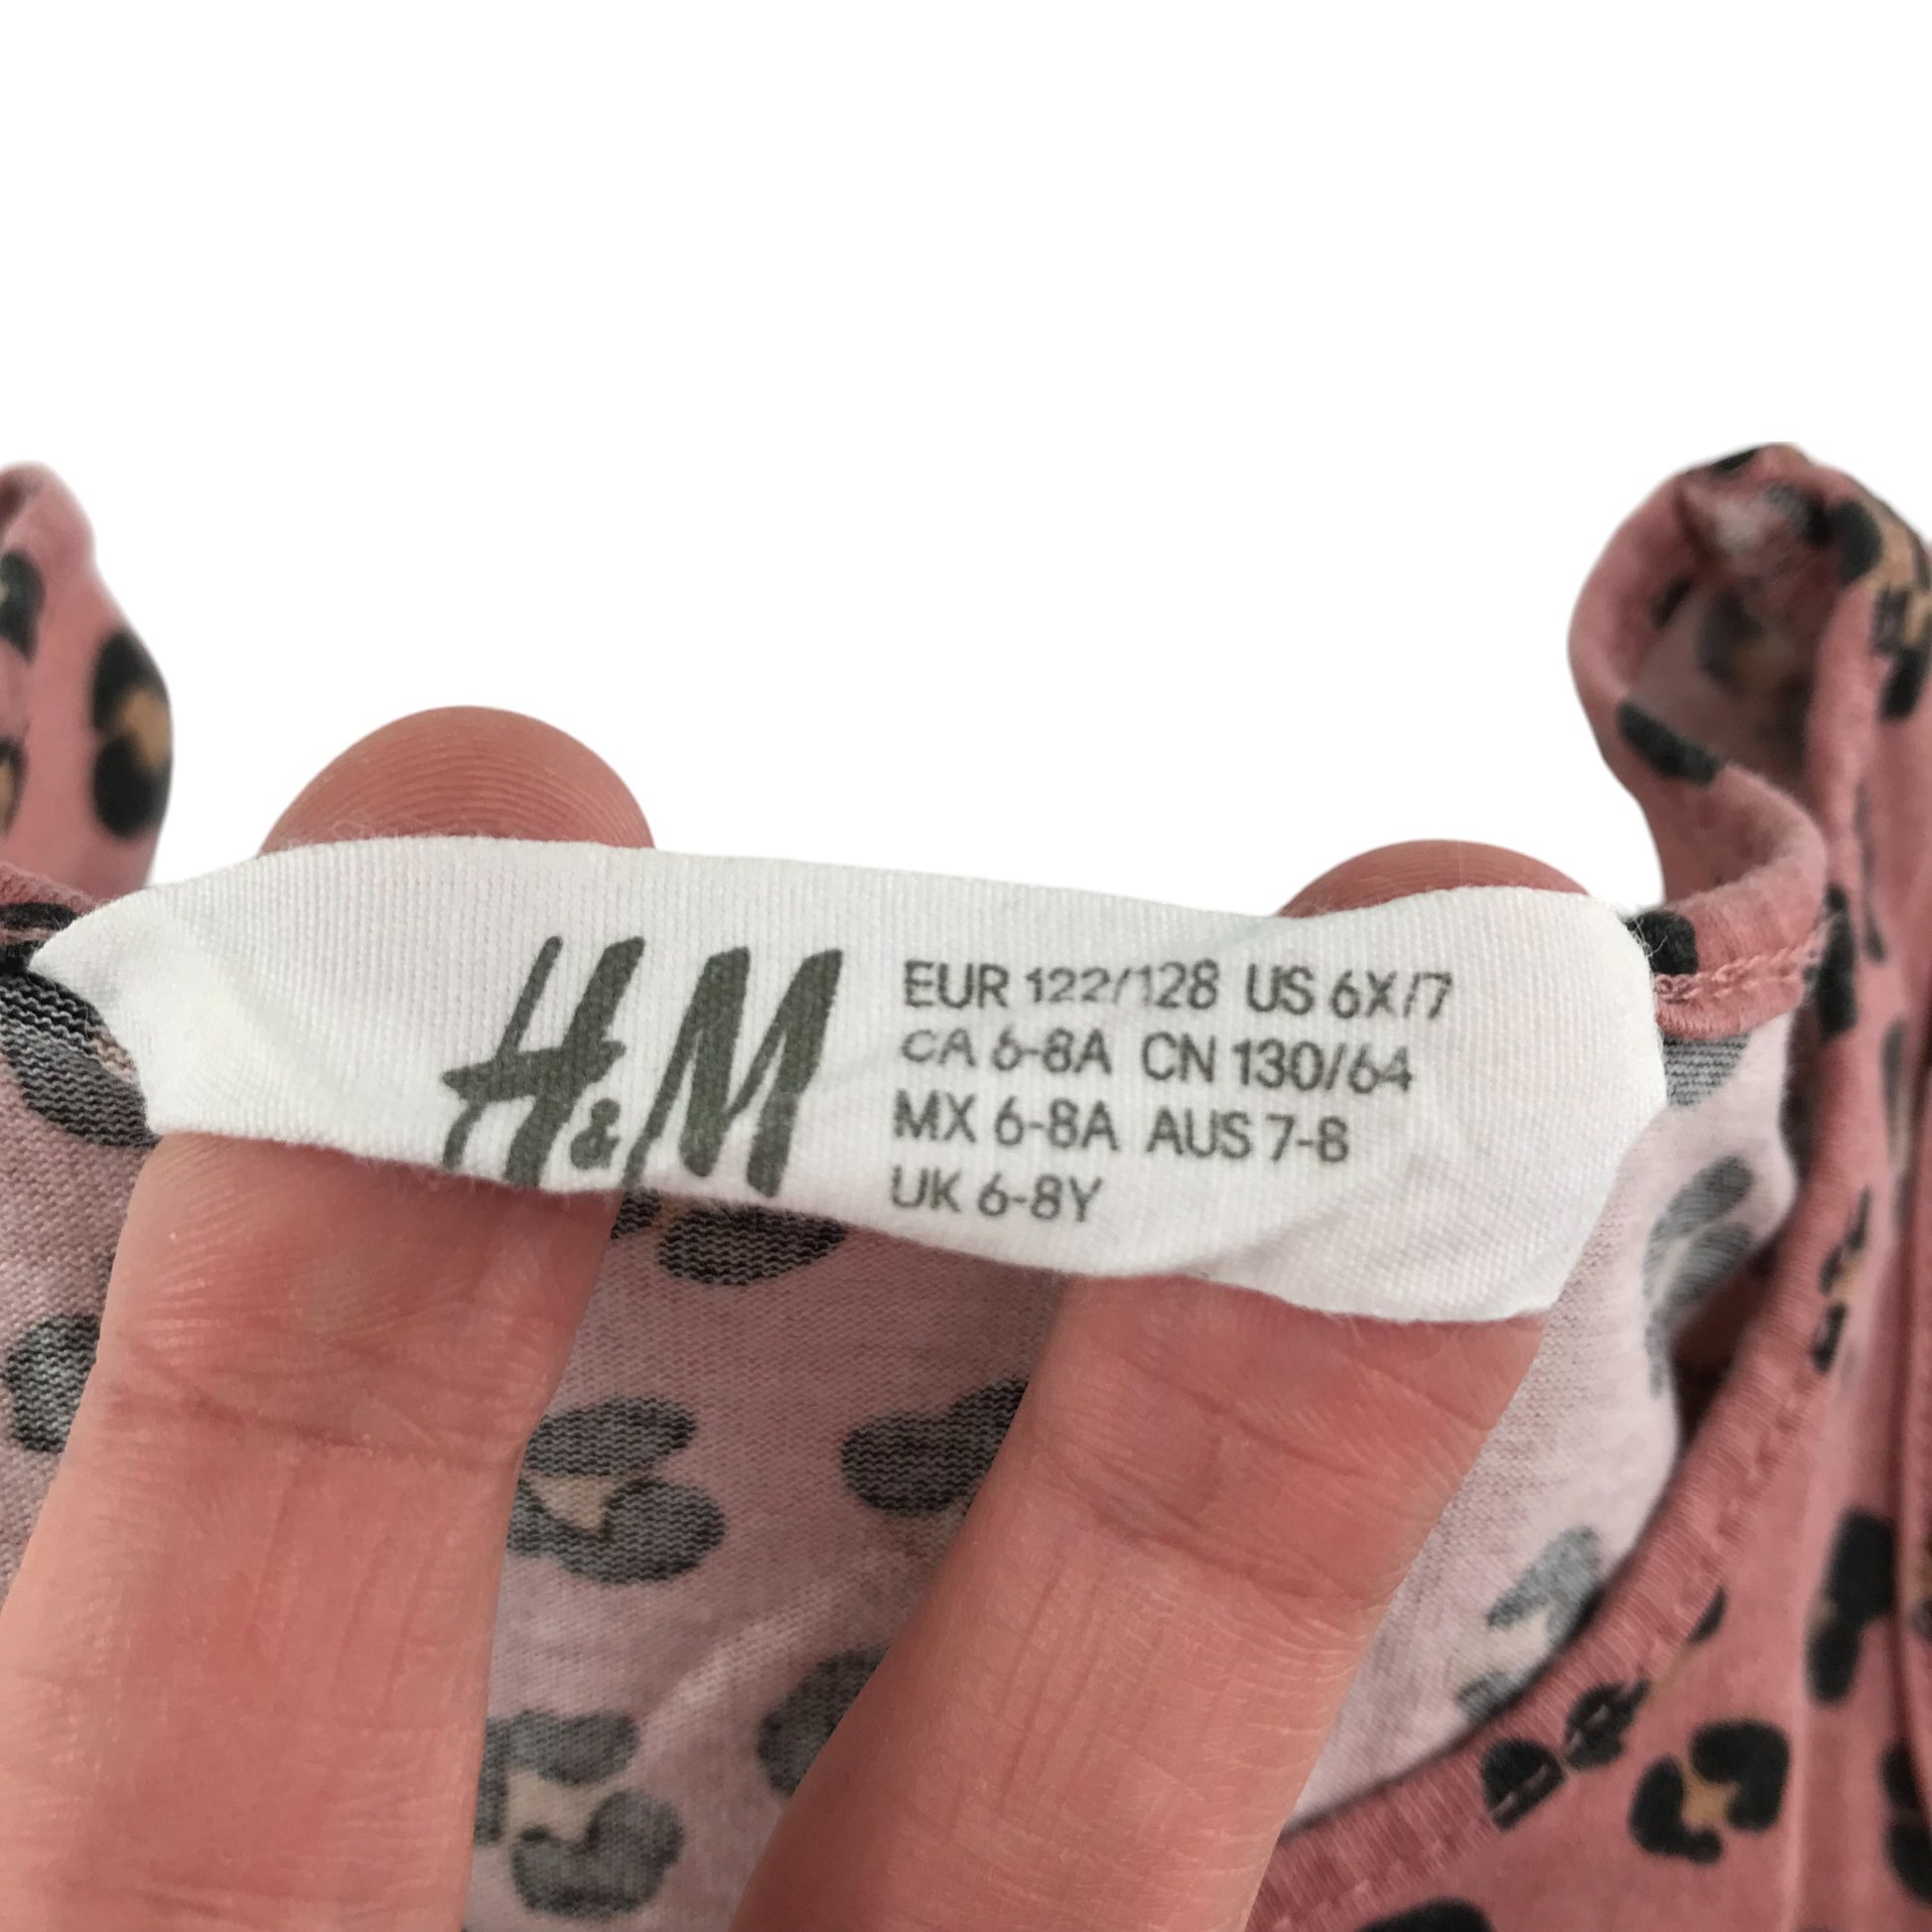 H&M
EUR 122/128 US 6X/7
CA 6-8A CN 130/64
MX 6-8A AUS 7-8
UK 6-8Y